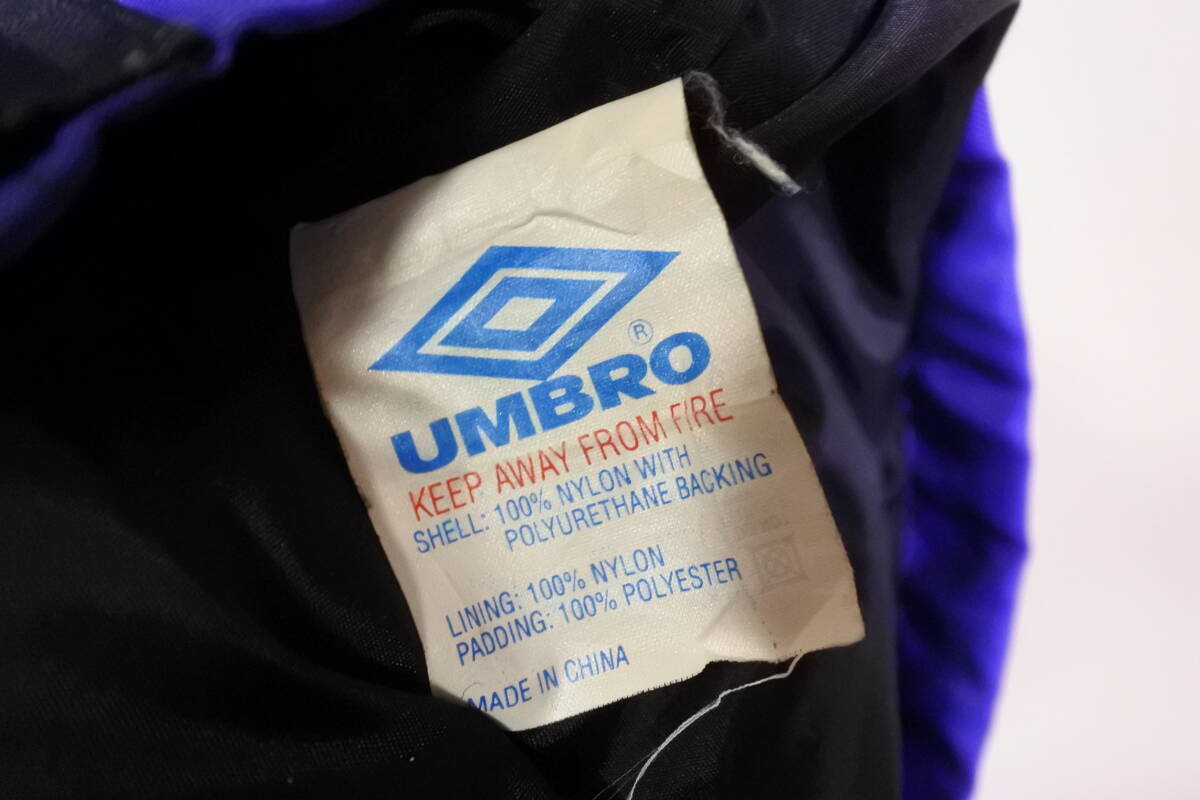 ®
UMBRO
KEEP AWAY FROM FIRE
SHELL: 100% NYLON WITH
POLYURETHANE BACKING
LINING: 100% NYLON
PADDING: 100% POLYESTER
MADE IN CHINA